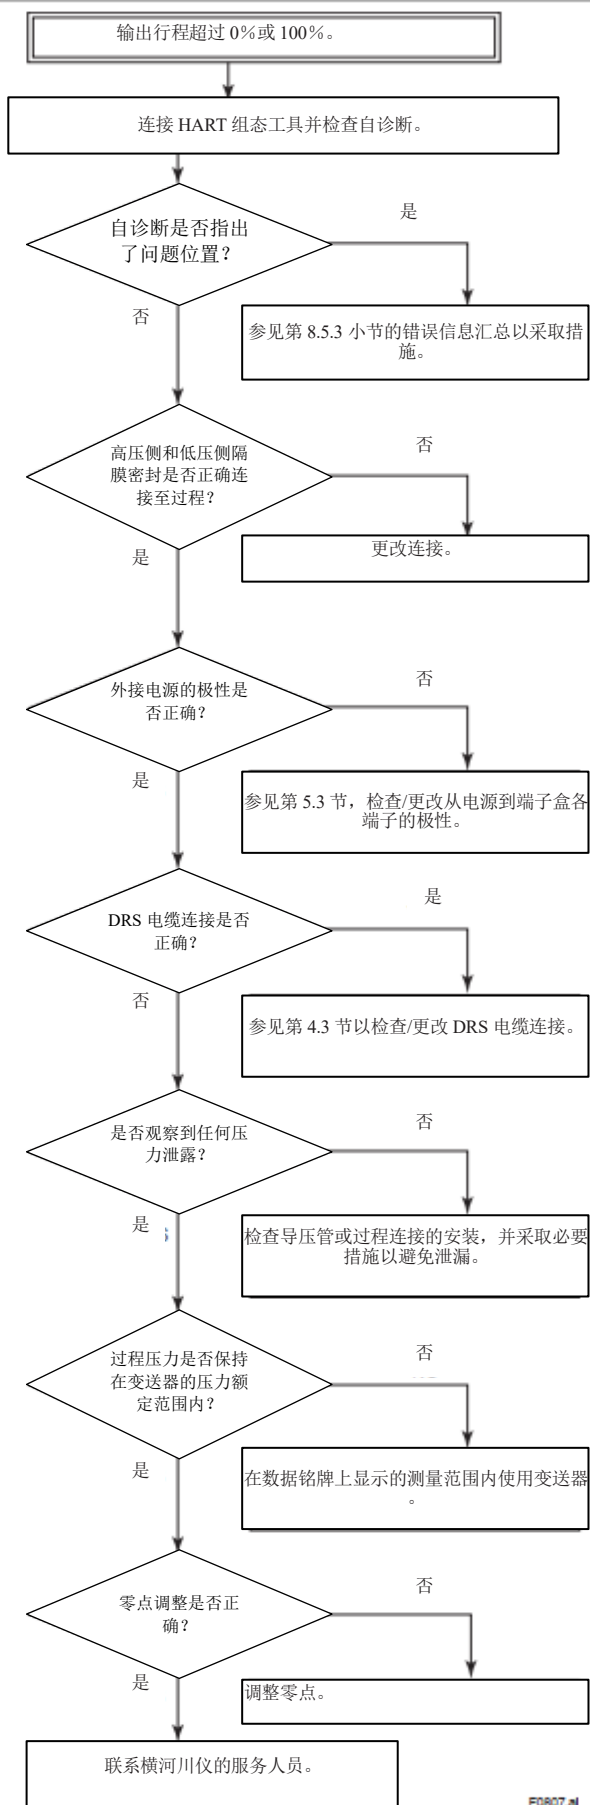 输出行程超过 0％或 100％。
连接 HART 组态工具并检查自诊断。
自诊断是否指出
了问题位置？
是
否
参见第 8.5.3 小节的错误信息汇总以采取措
施。
高压侧和低压侧隔
膜密封是否正确连
接至过程？
否
是
更改连接。
外接电源的极性是
否正确？
否
是
参见第 5.3 节，检查/更改从电源到端子盒各
端子的极性。
DRS 电缆连接是否
正确？
是
否
参见第 4.3 节以检查/更改 DRS 电缆连接。
是否观察到任何压
力泄露？
否
是
检查导压管或过程连接的安装，并采取必要
措施以避免泄漏。
过程压力是否保持
在变送器的压力额
定范围内？
否
是
在数据铭牌上显示的测量范围内使用变送器
。
零点调整是否正
确？
否
是
调整零点。
联系横河川仪的服务人员。
F0807.ai